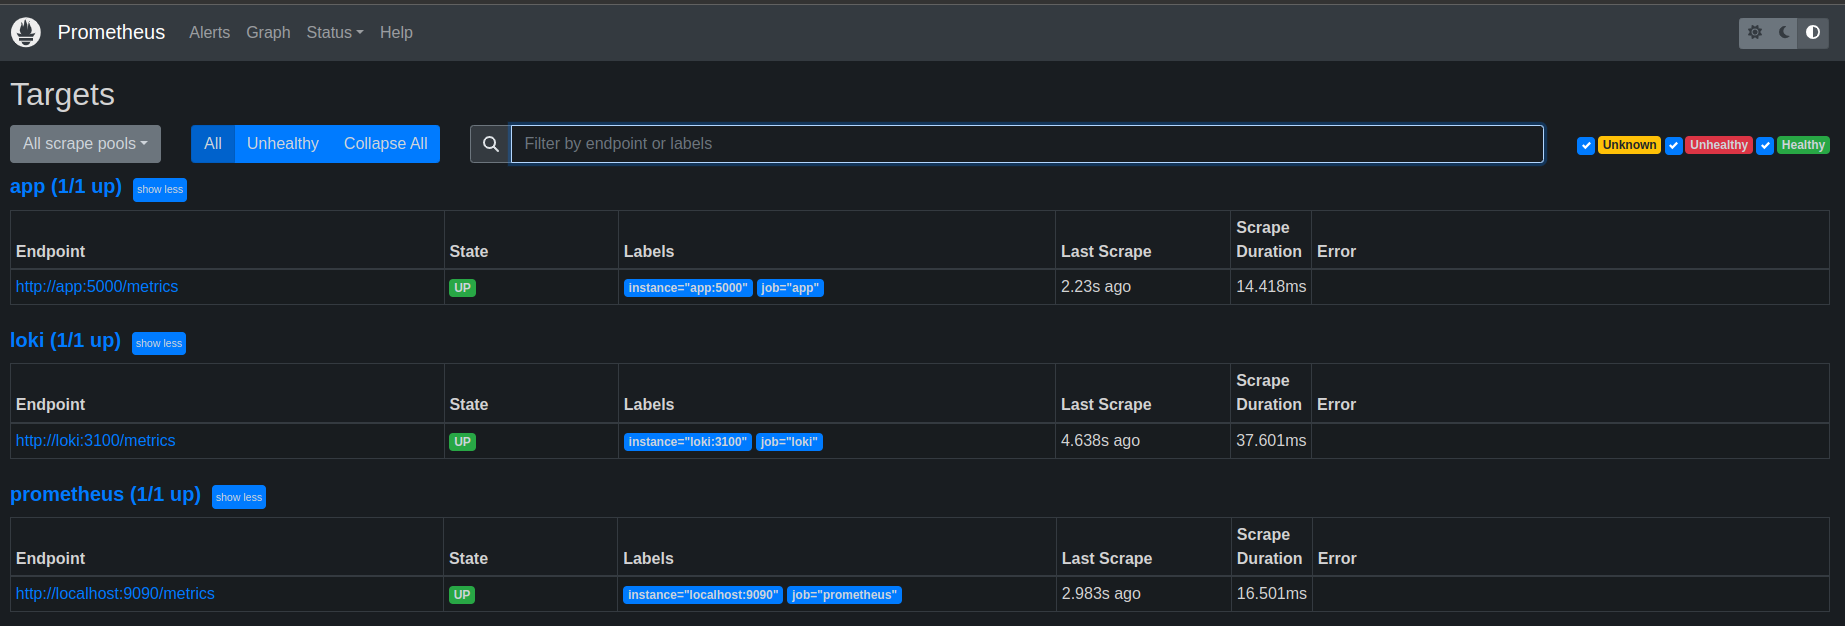 Prometheus Alerts Graph Status Help
Targets
All scrape pools All Unhealthy Collapse All Filter by endpoint or labels Unknown Unhealthy Healthy
app (1/1 up) show less
Endpoint State Labels Last Scrape Scrape Duration Error
http://app:5000/metrics UP instance="app:5000" job="app" 2.23s ago 14.418ms
loki (1/1 up) show less
Endpoint State Labels Last Scrape Scrape Duration Error
http://loki:3100/metrics UP instance="loki:3100" job="loki" 4.638s ago 37.601ms
prometheus (1/1 up) show less
Endpoint State Labels Last Scrape Scrape Duration Error
http://localhost:9090/metrics UP instance="localhost:9090" job="prometheus" 2.983s ago 16.501ms